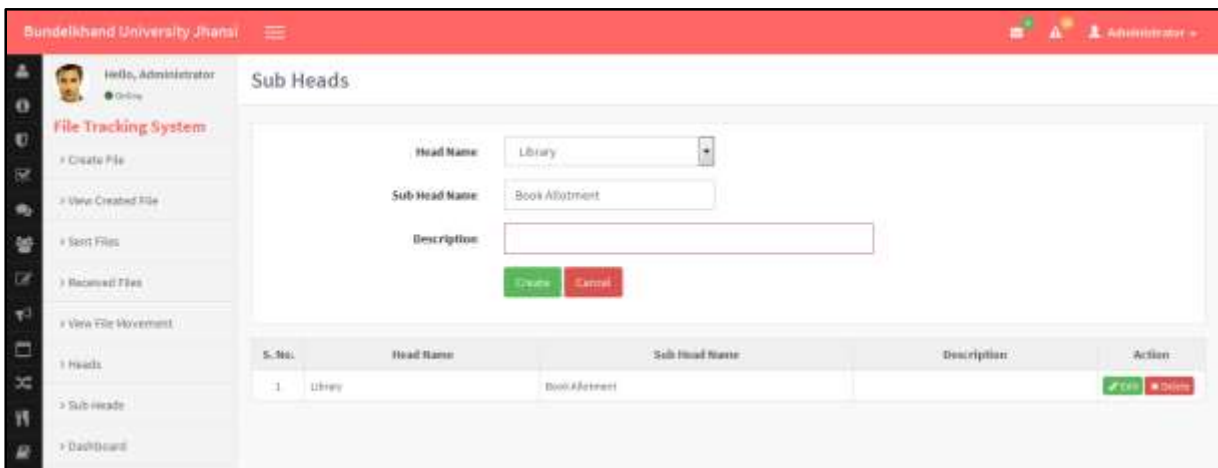 Bundelkhand University Jhansi
Administrator
Hello, Administrator
Online
File Tracking System
> Create File
> View Created File
> Sent Files
> Received Files
> View File Movement
> Heads
> Sub Heads
> Dashboard
Sub Heads
Head Name
Library
Sub Head Name
Book Allotment
Description
Create Cancel
S. No. Head Name Sub Head Name Description Action
1 Library Book Allotment Edit Delete